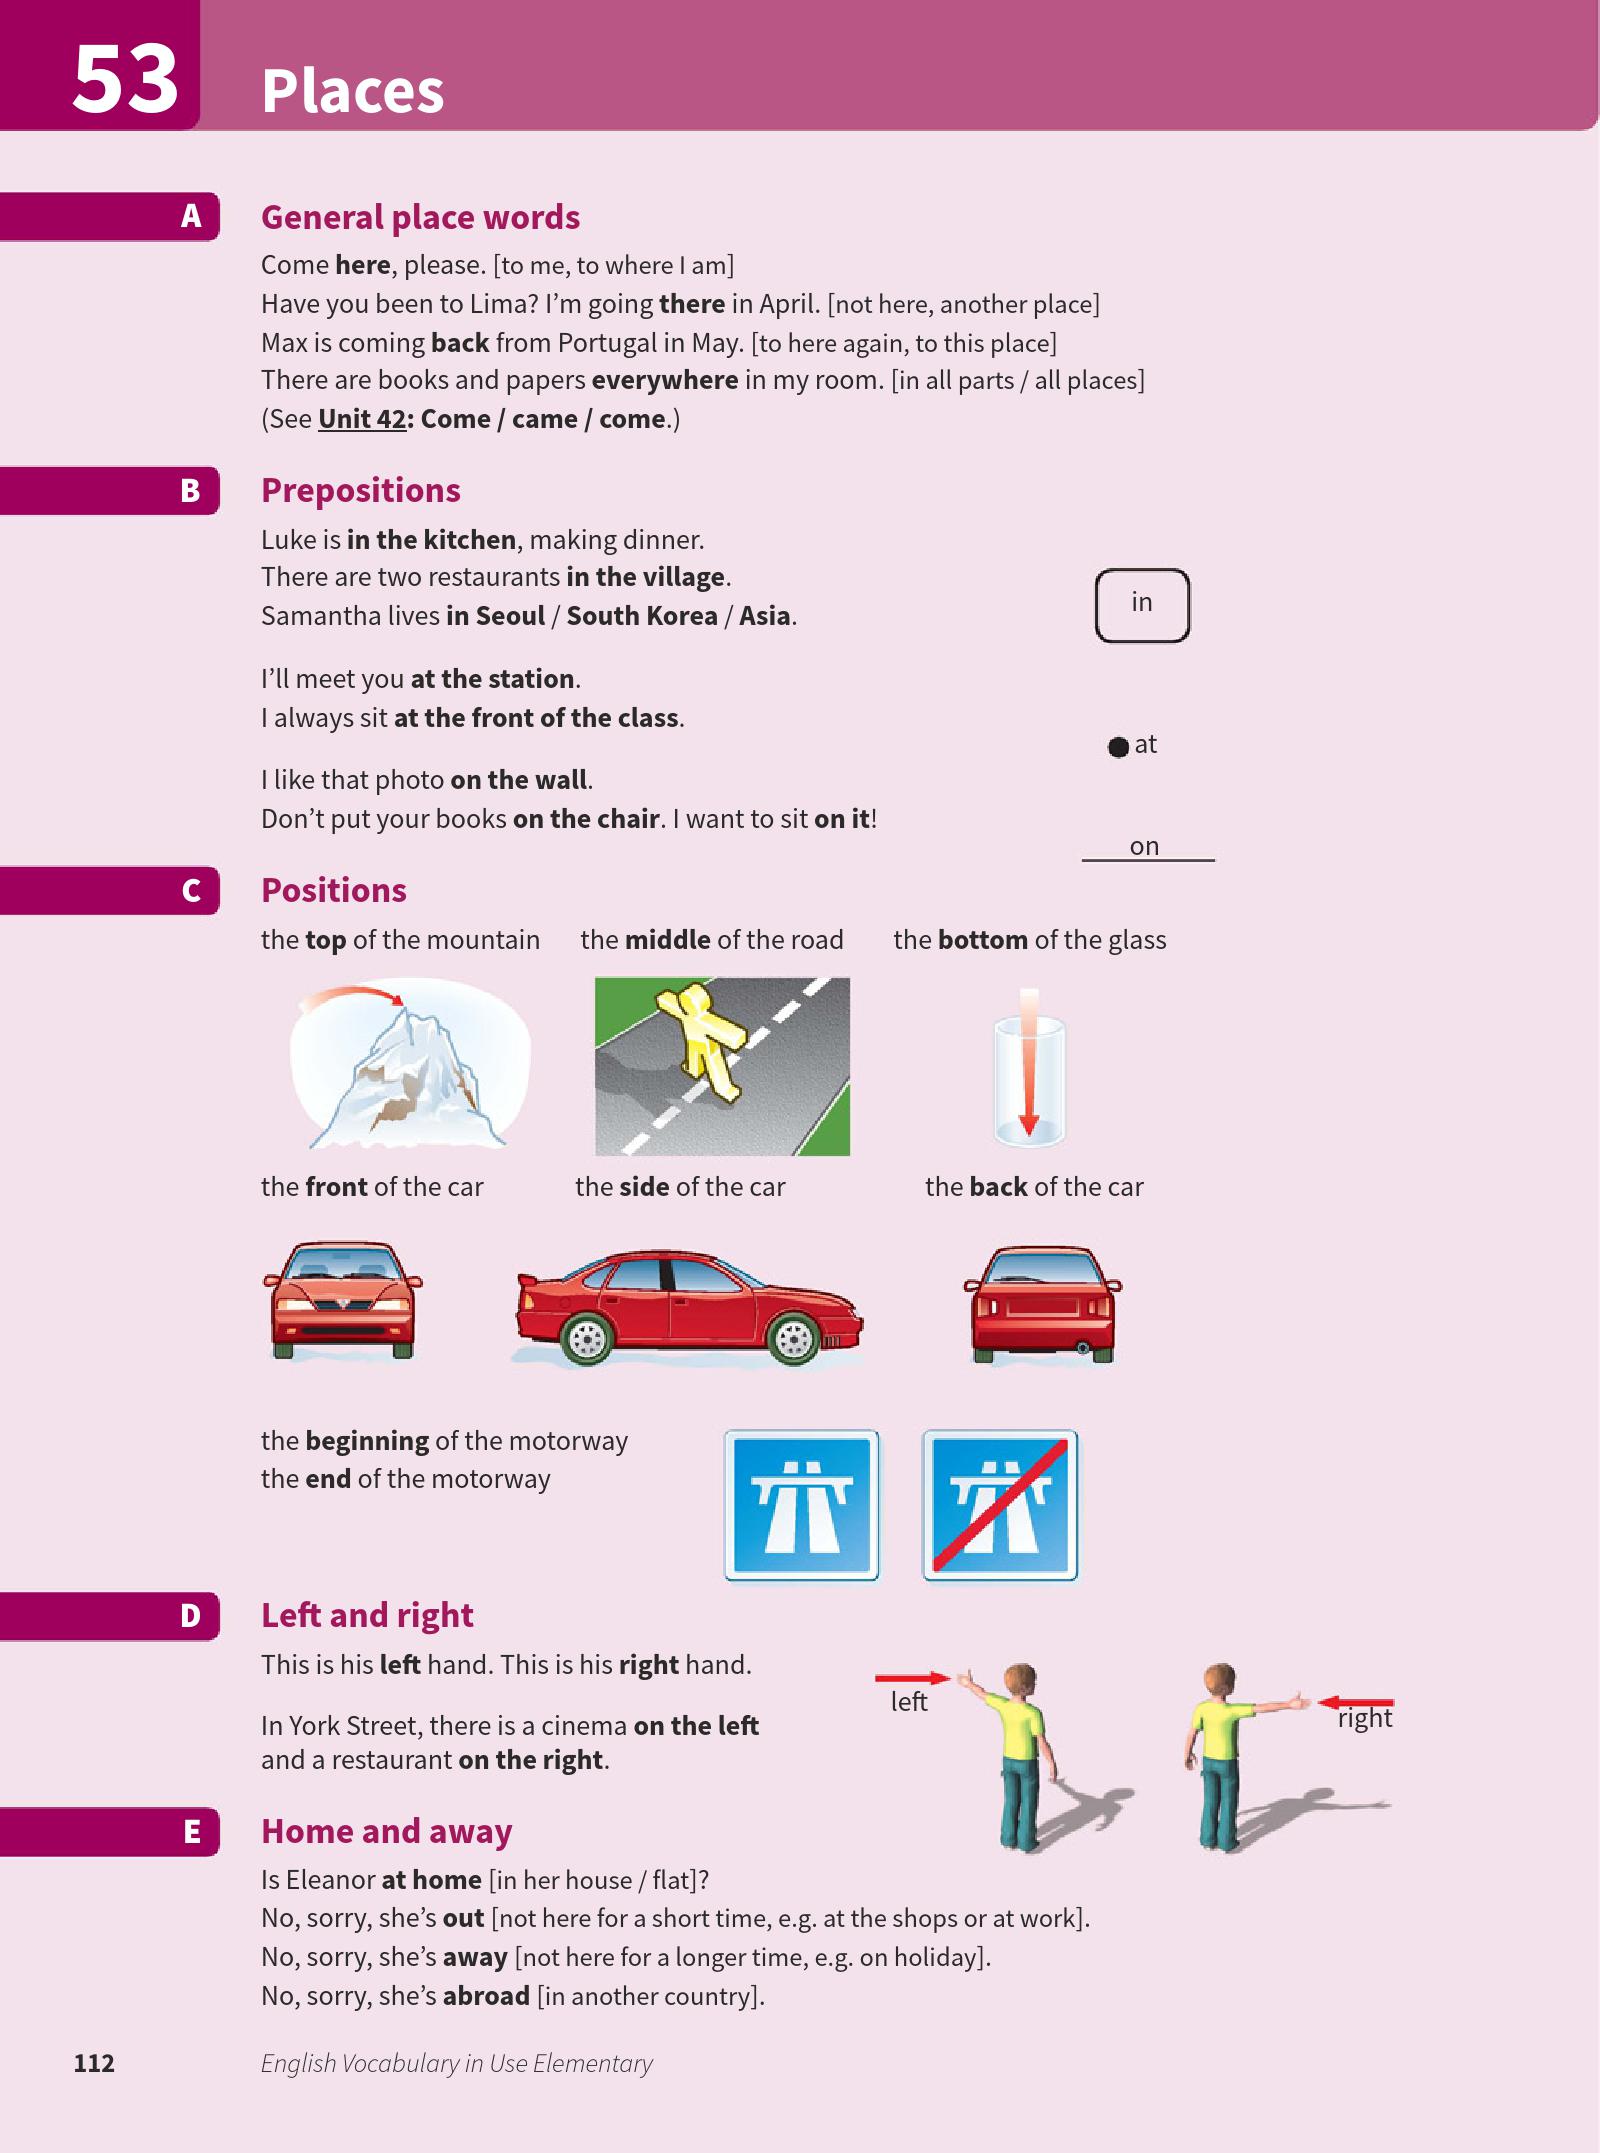 53
Places
A
General place words
Come here, please. [to me, to where I am]
Have you been to Lima? I’m going there in April. [not here, another place]
Max is coming back from Portugal in May. [to here again, to this place]
There are books and papers everywhere in my room. [in all parts / all places]
(See Unit 42: Come / came / come.)
B
Prepositions
Luke is in the kitchen, making dinner.
There are two restaurants in the village.
Samantha lives in Seoul / South Korea / Asia.
in
I’ll meet you at the station.
I always sit at the front of the class.
at
I like that photo on the wall.
Don’t put your books on the chair. I want to sit on it!
on
C
Positions
the top of the mountain
the middle of the road
the bottom of the glass
the front of the car
the side of the car
the back of the car
the beginning of the motorway
the end of the motorway
D
Left and right
This is his left hand. This is his right hand.
left
right
In York Street, there is a cinema on the left
and a restaurant on the right.
E
Home and away
Is Eleanor at home [in her house / flat]?
No, sorry, she’s out [not here for a short time, e.g. at the shops or at work].
No, sorry, she’s away [not here for a longer time, e.g. on holiday].
No, sorry, she’s abroad [in another country].
112
English Vocabulary in Use Elementary